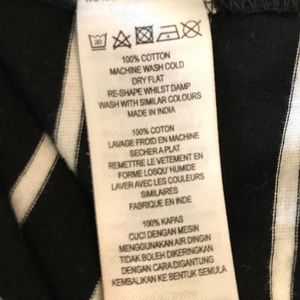 30
100% COTTON
MACHINE WASH COLD
DRY FLAT
RE-SHAPE WHILST DAMP
WASH WITH SIMILAR COLOURS
MADE IN INDIA
100% COTON
LAVAGE FROID EN MACHINE
SECHER A PLAT
REMETTRE LE VETEMENT EN
FORME LOSQU' HUMIDE
LAVER AVEC LES COULEURS
SIMILAIRES
FABRIQUE EN INDE
100% KAPAS
CUCI DENGAN MESIN
MENGGUNAKAN AIR DINGIN
TIDAK BOLEH DIKERINGKAN
DENGAN CARA DIGANTUNG
KEMBALIKAN KE BENTUK SEMULA